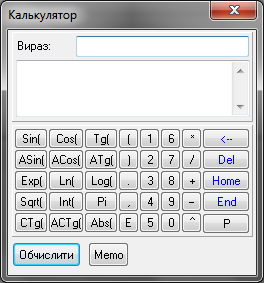 Калькулятор
Вираз:
Sin( Cos( Tg( ( 1 6 * <--
ASin( ACos( ATg( ) 2 7 / Del
Exp( Ln( Log( . 3 8 + Home
Sqrt( Int( Pi , 4 9 – End
CTg( ACTg( Abs( E 5 0 ^ P
Обчислити Memo